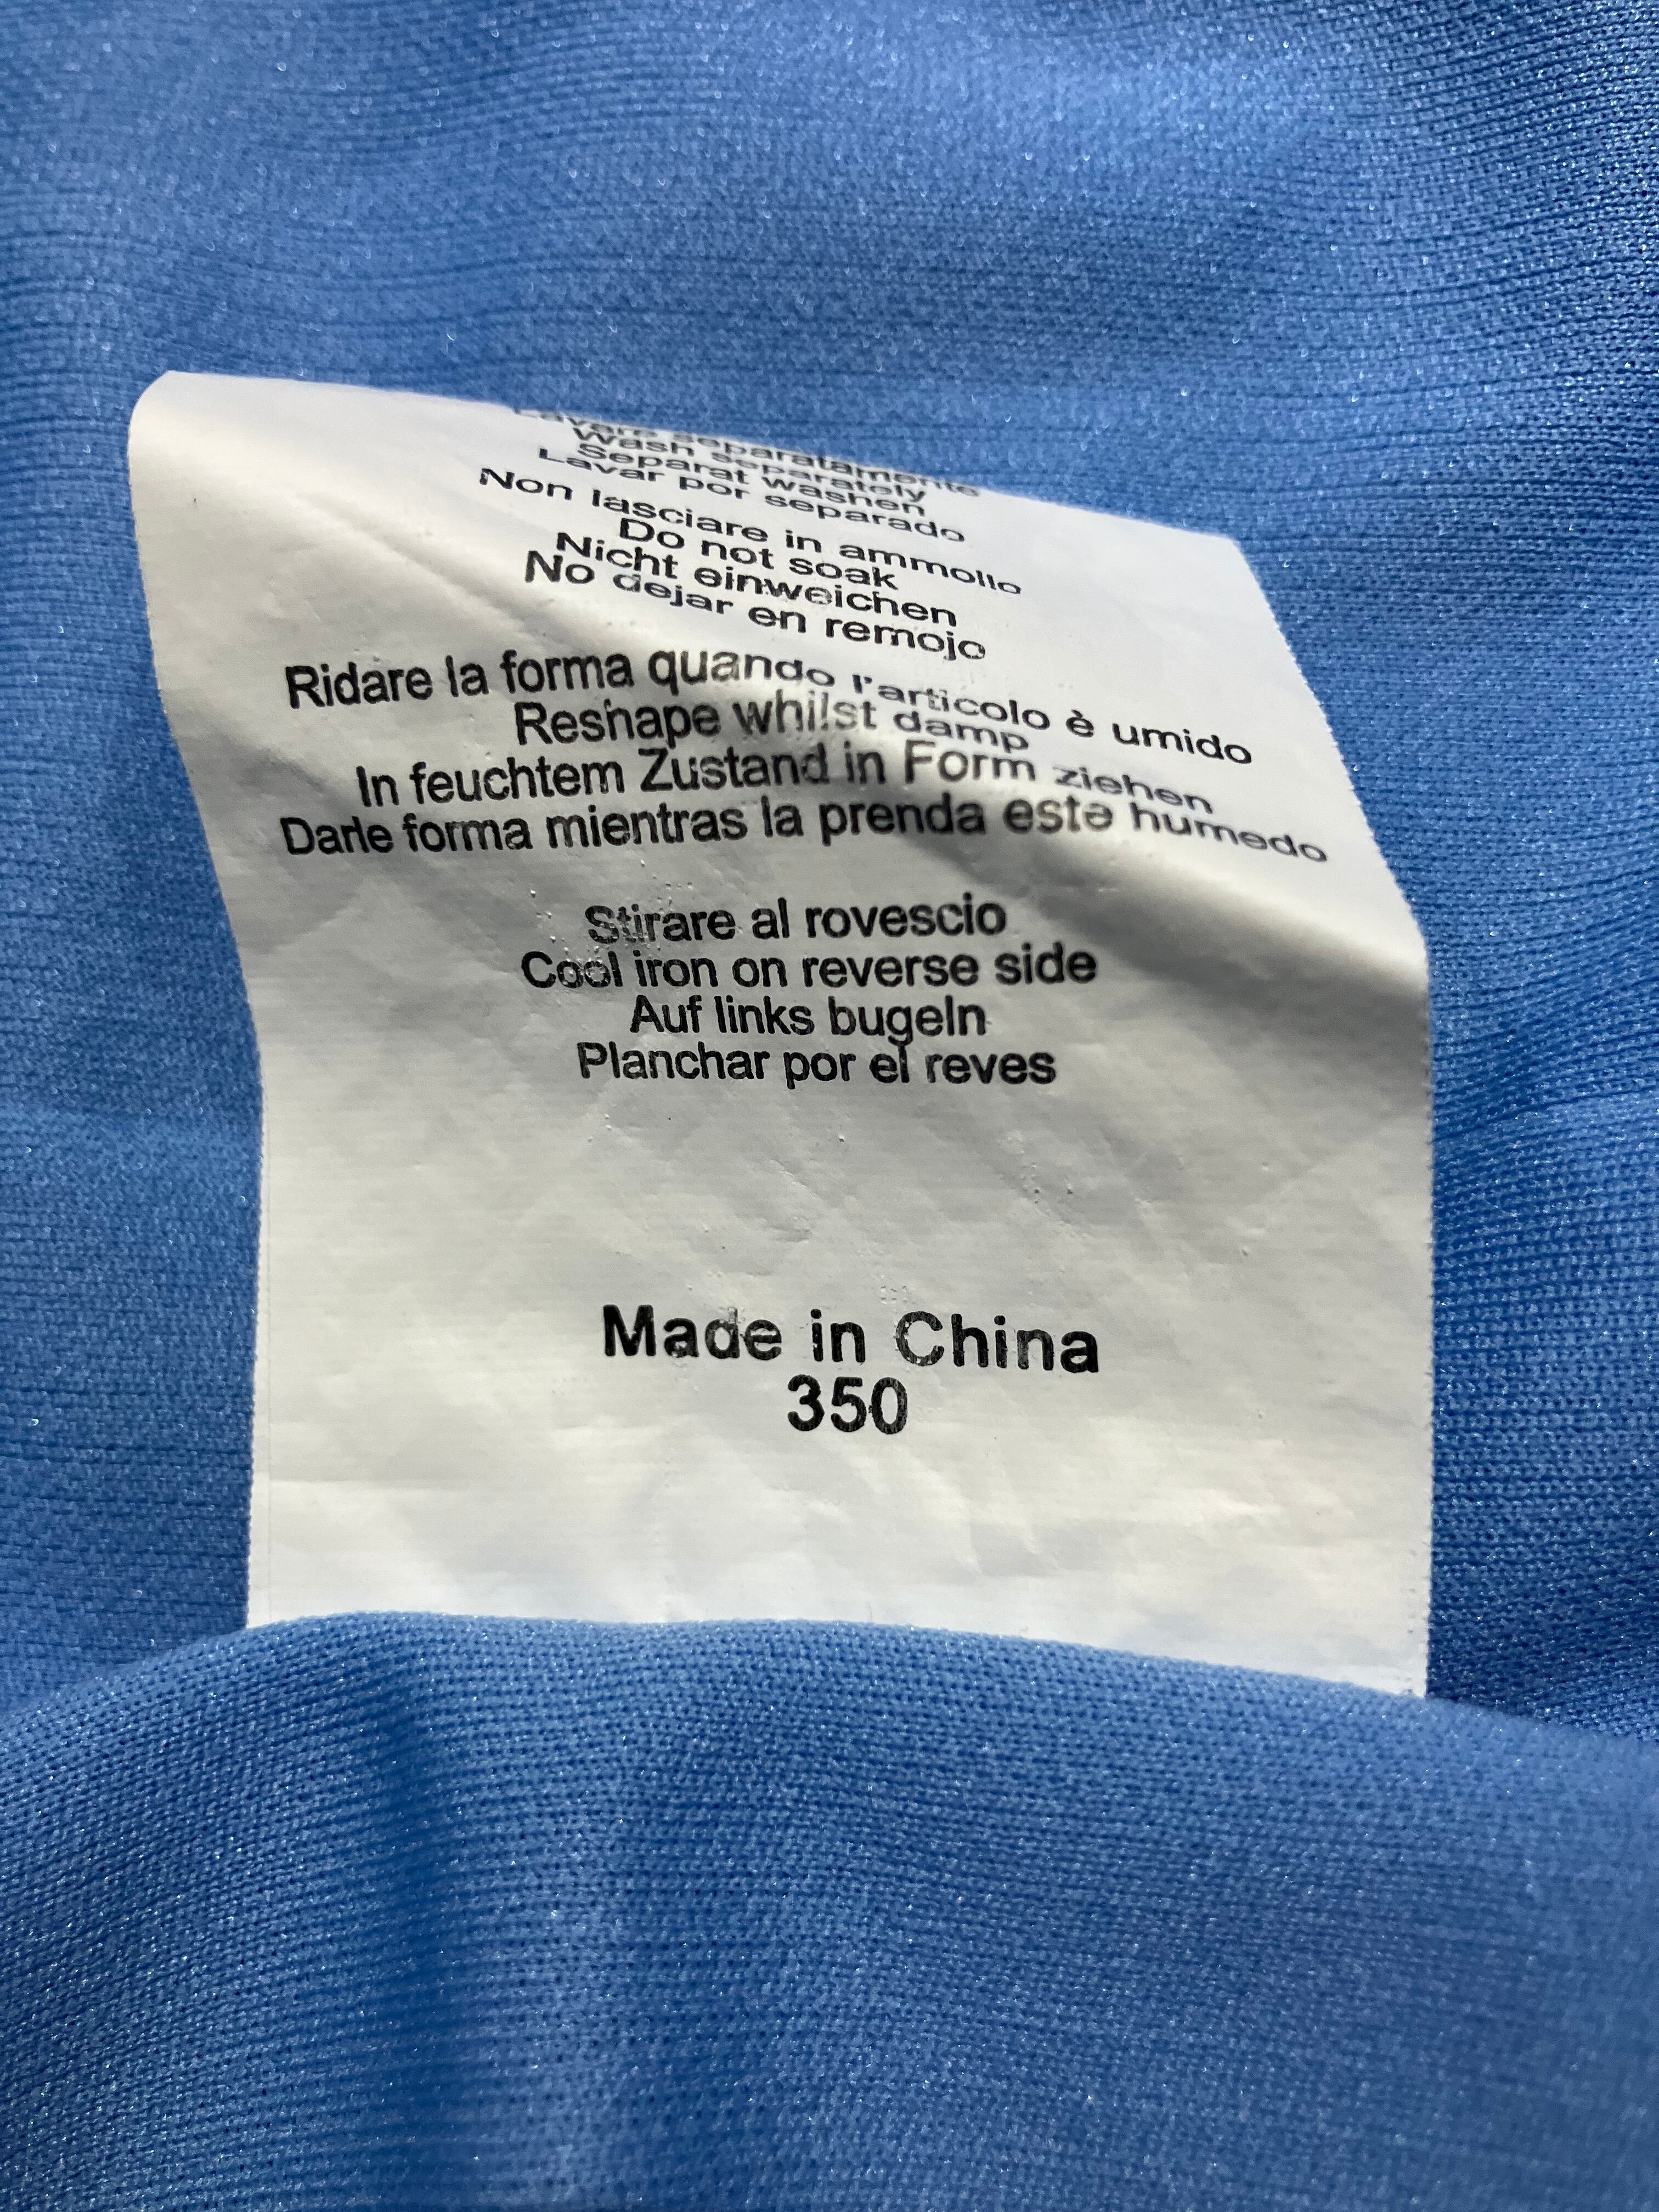 Lavare separatamente
Wash separately
Separat washen
Lavar por separado
Non lasciare in ammollo
Do not soak
Nicht einweichen
No dejar en remojo
Ridare la forma quando l'articolo è umido
Reshape whilst damp
In feuchtem Zustand in Form ziehen
Darle forma mientras la prenda este humedo
Stirare al rovescio
Cool iron on reverse side
Auf links bugeln
Planchar por el reves
Made in China
350